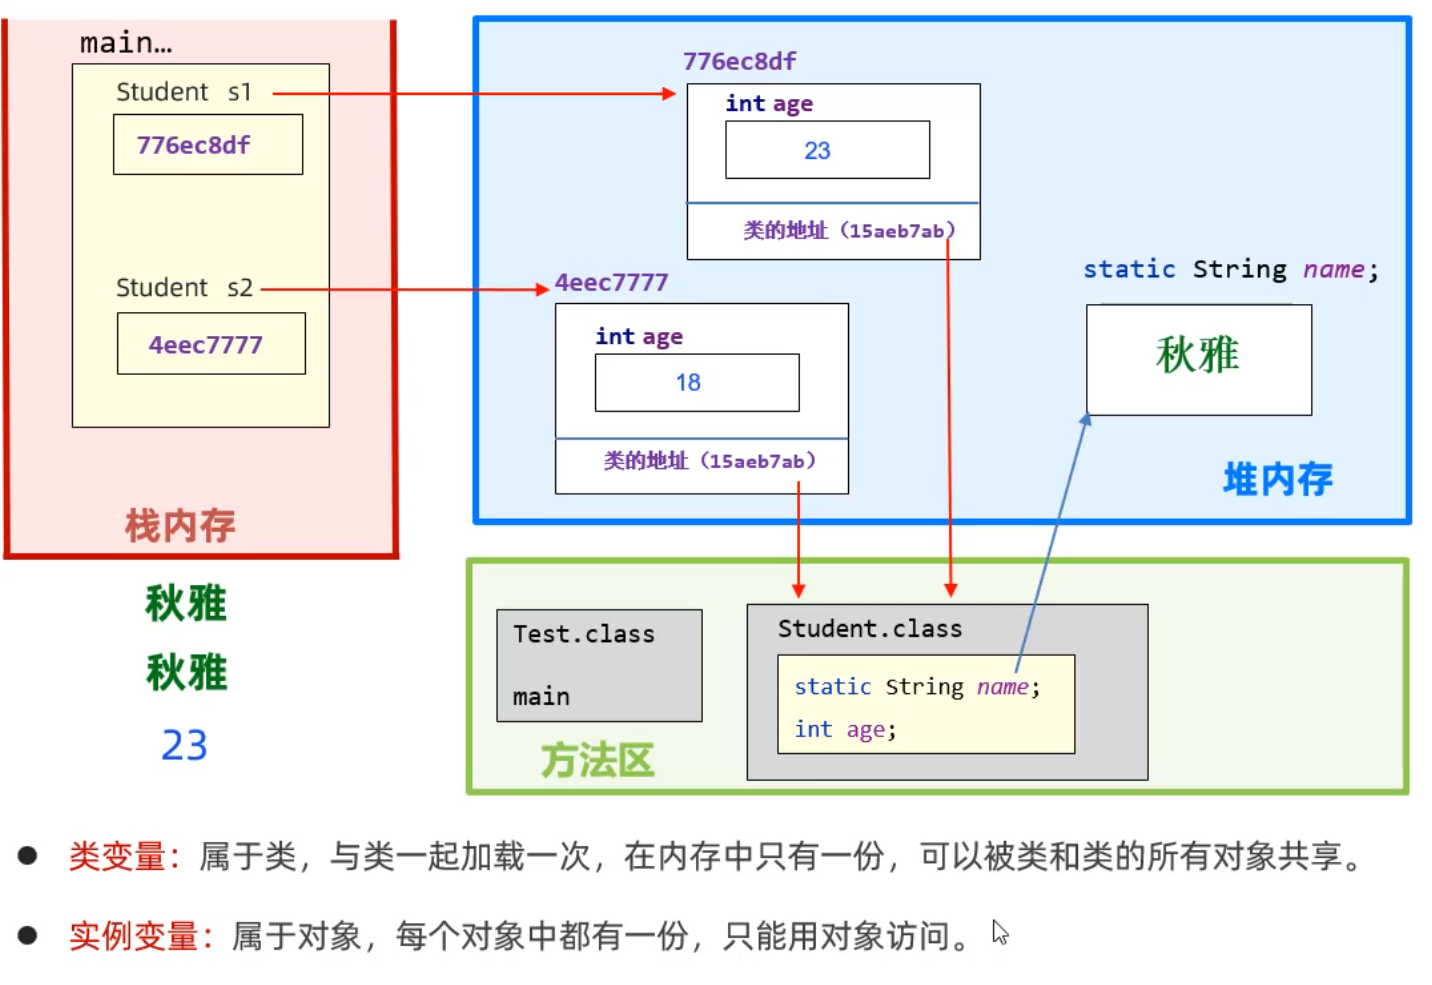 main…
Student s1
776ec8df
Student s2
4eec7777
栈内存
秋雅
秋雅
23
776ec8df
int age
23
类的地址（15aeb7ab）
4eec7777
int age
18
类的地址（15aeb7ab）
static String name;
秋雅
堆内存
Test.class
main
方法区
Student.class
static String name;
int age;
● 类变量：属于类，与类一起加载一次，在内存中只有一份，可以被类和类的所有对象共享。
● 实例变量：属于对象，每个对象中都有一份，只能用对象访问。